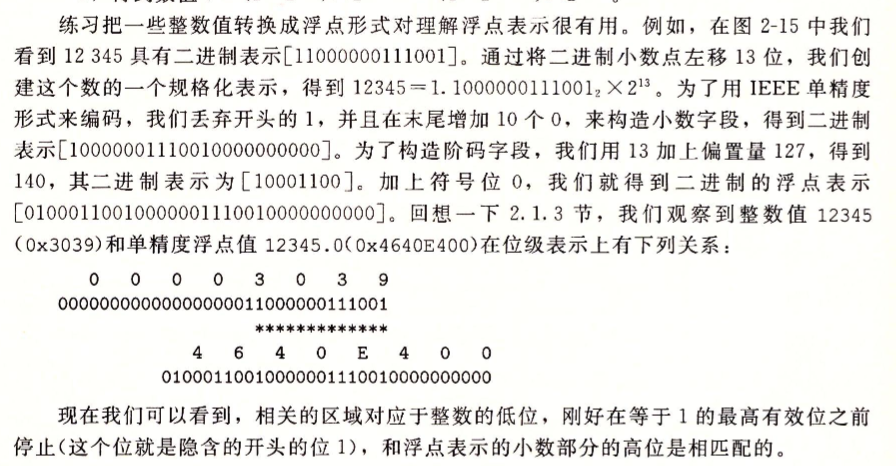 练习把一些整数值转换成浮点形式对理解浮点表示很有用。例如，在图 2-15 中我们
看到 12 345 具有二进制表示[11000000111001]。通过将二进制小数点左移 13 位，我们创
建这个数的一个规格化表示，得到 12345=1.1000000111001₂×2¹³。为了用 IEEE 单精度
形式来编码，我们丢弃开头的 1，并且在末尾增加 10 个 0，来构造小数字段，得到二进制
表示[10000001110010000000000]。为了构造阶码字段，我们用 13 加上偏置量 127，得到
140，其二进制表示为[10001100]。加上符号位 0，我们就得到二进制的浮点表示
[01000110010000001110010000000000]。回想一下 2.1.3 节，我们观察到整数值 12345
(0x3039)和单精度浮点值 12345.0(0x4640E400)在位级表示上有下列关系：
0 0 0 0 3 0 3 9
00000000000000000011000000111001
*************
4 6 4 0 E 4 0 0
01000110010000001110010000000000
现在我们可以看到，相关的区域对应于整数的低位，刚好在等于 1 的最高有效位之前
停止(这个位就是隐含的开头的位 1)，和浮点表示的小数部分的高位是相匹配的。